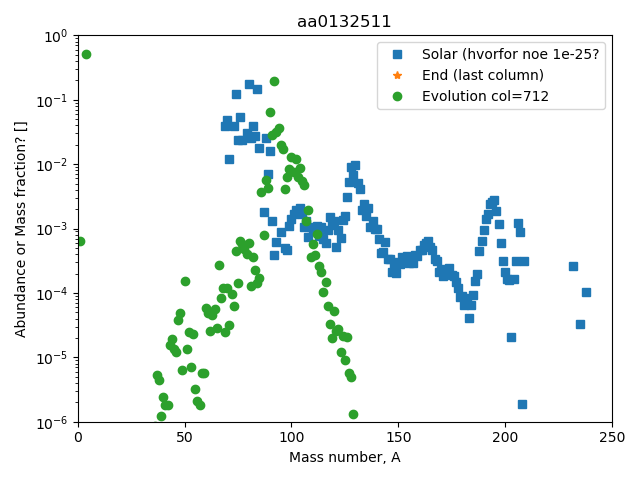 aa0132511
Solar (hvorfor noe 1e-25?
End (last column)
Evolution col=712
Abundance or Mass fraction? []
10^0
10^-1
10^-2
10^-3
10^-4
10^-5
10^-6
0 50 100 150 200 250
Mass number, A